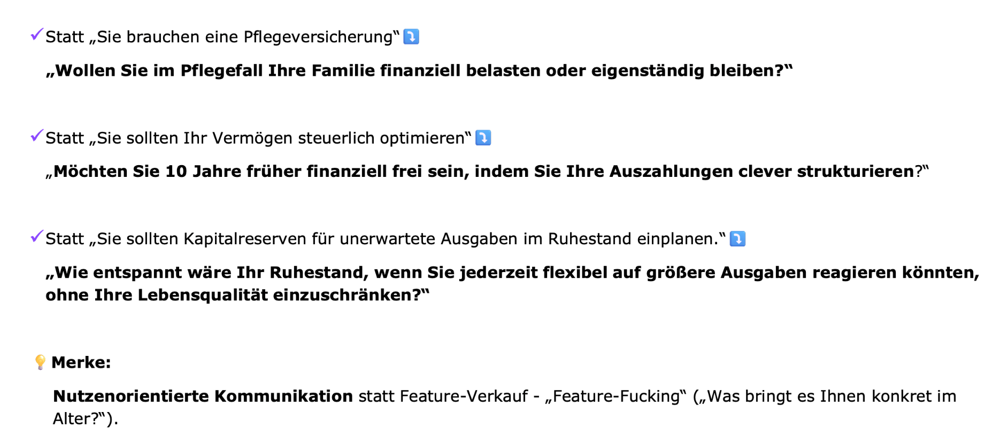 ✓Statt „Sie brauchen eine Pflegeversicherung“ ⤵️
„Wollen Sie im Pflegefall Ihre Familie finanziell belasten oder eigenständig bleiben?“
✓Statt „Sie sollten Ihr Vermögen steuerlich optimieren“ ⤵️
„Möchten Sie 10 Jahre früher finanziell frei sein, indem Sie Ihre Auszahlungen clever strukturieren?“
✓Statt „Sie sollten Kapitalreserven für unerwartete Ausgaben im Ruhestand einplanen.“ ⤵️
„Wie entspannt wäre Ihr Ruhestand, wenn Sie jederzeit flexibel auf größere Ausgaben reagieren könnten,
ohne Ihre Lebensqualität einzuschränken?“
💡 Merke:
Nutzenorientierte Kommunikation statt Feature-Verkauf - „Feature-Fucking“ („Was bringt es Ihnen konkret im
Alter?“).